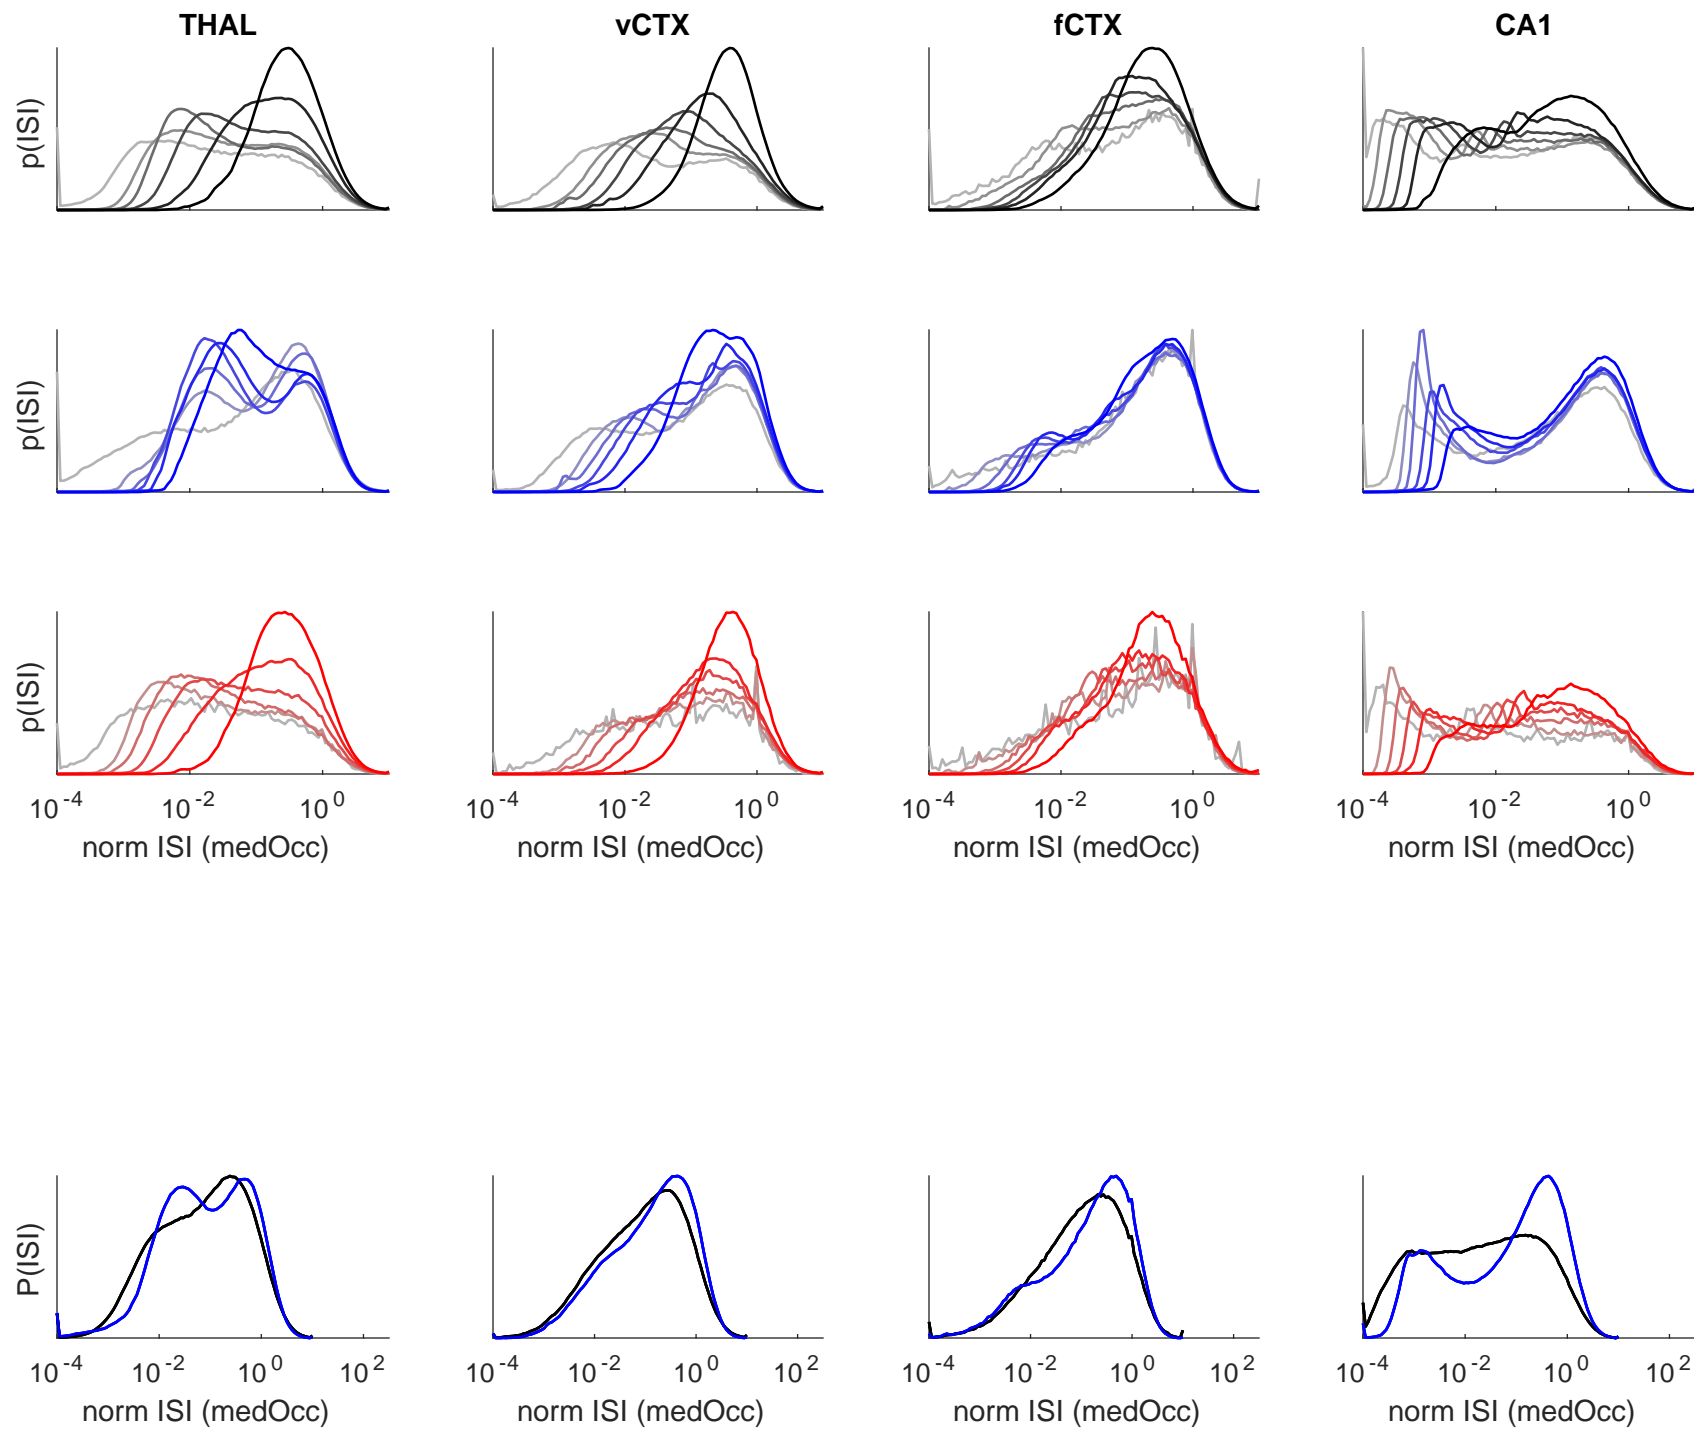 THAL vCTX fCTX CA1
p(ISI)
p(ISI)
p(ISI)
10^-4 10^-2 10^0 10^-4 10^-2 10^0 10^-4 10^-2 10^0 10^-4 10^-2 10^0
norm ISI (medOcc) norm ISI (medOcc) norm ISI (medOcc) norm ISI (medOcc)
P(ISI)
10^-4 10^-2 10^0 10^2 10^-4 10^-2 10^0 10^2 10^-4 10^-2 10^0 10^2 10^-4 10^-2 10^0 10^2
norm ISI (medOcc) norm ISI (medOcc) norm ISI (medOcc) norm ISI (medOcc)